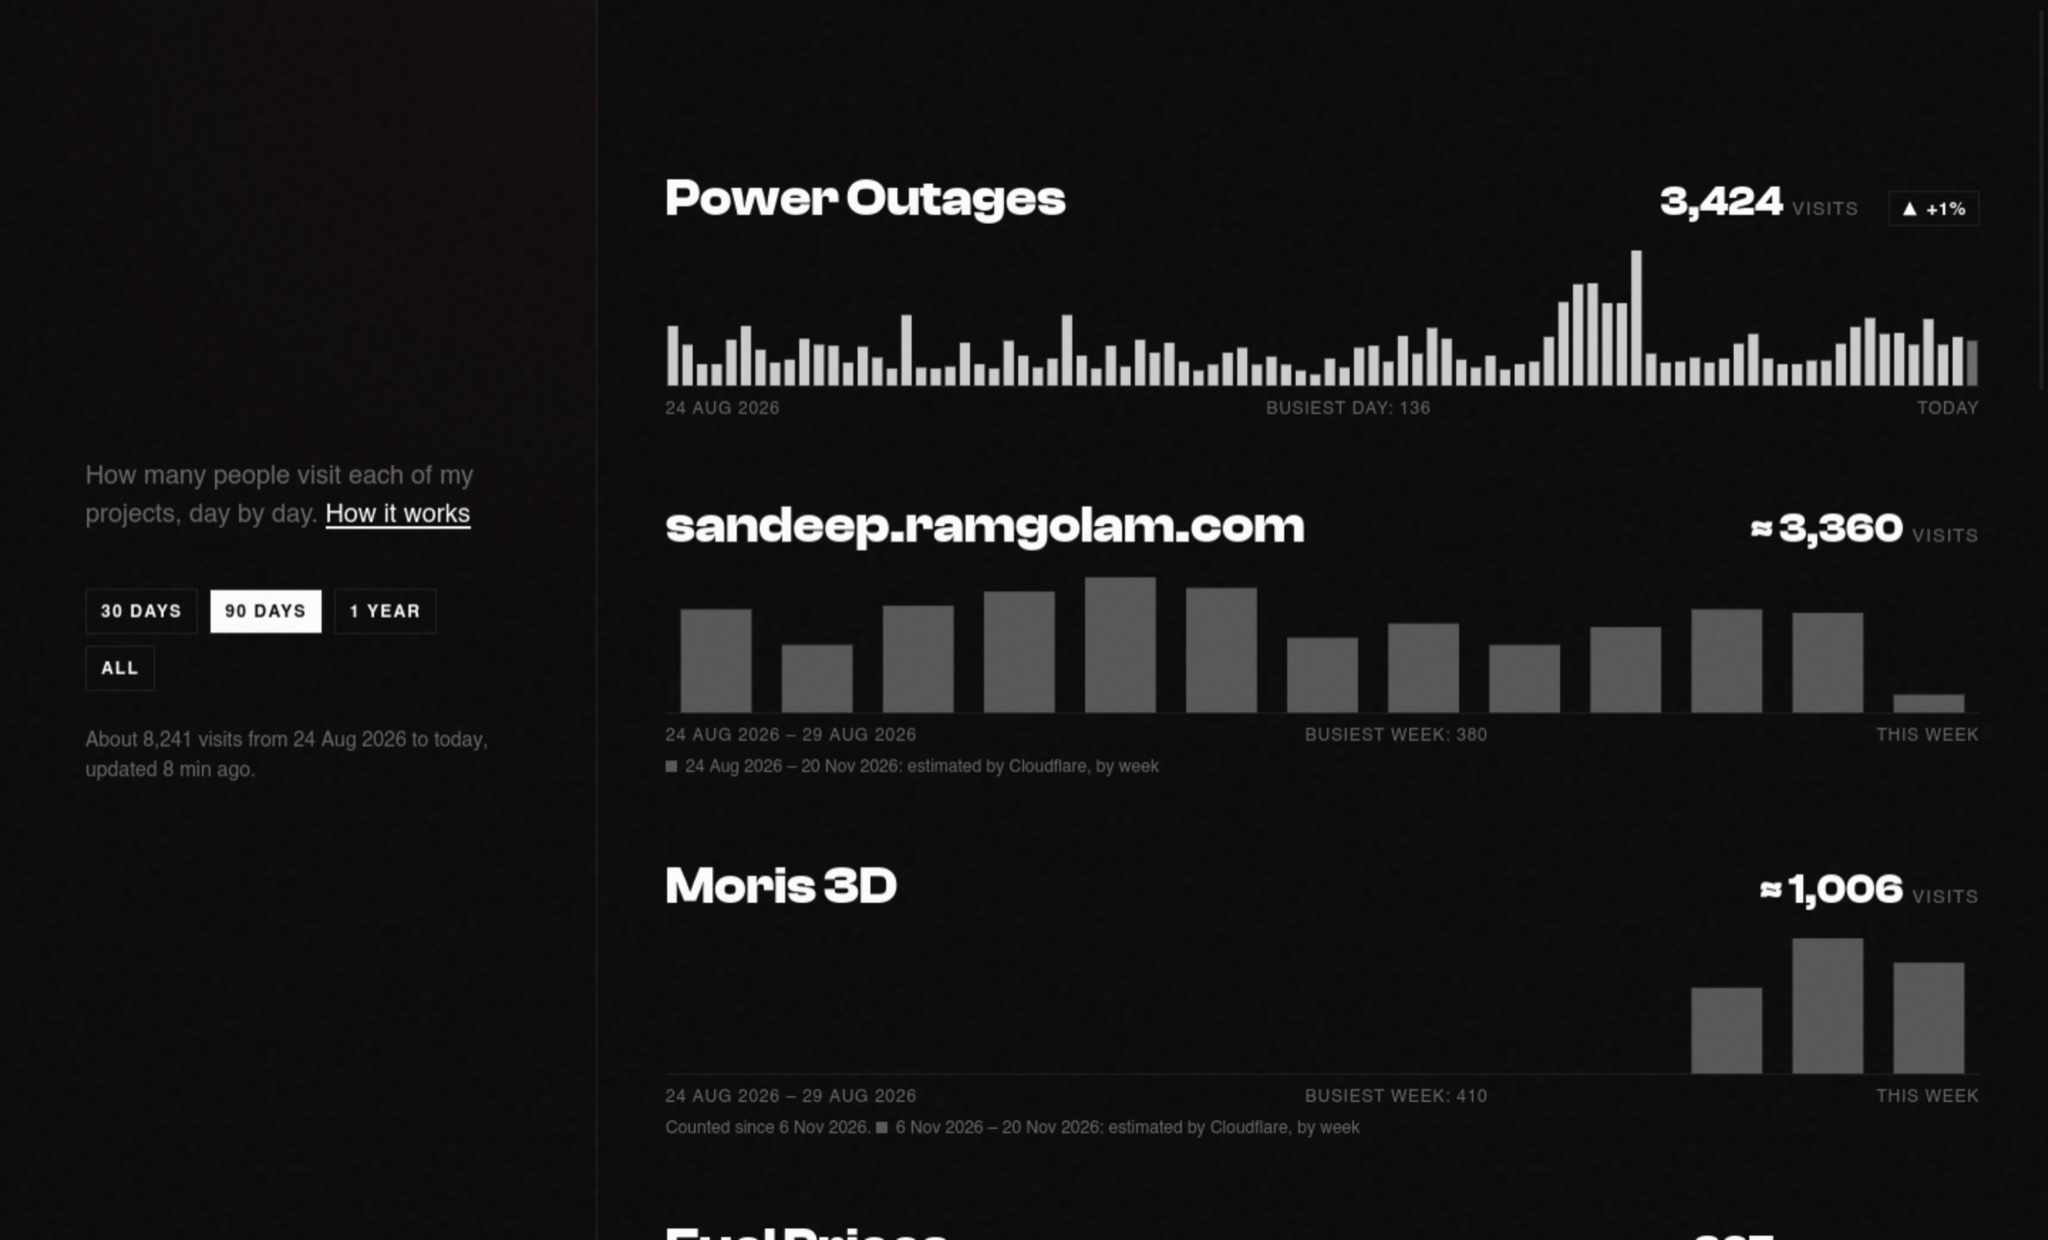 How many people visit each of my
projects, day by day. How it works
30 DAYS
90 DAYS
1 YEAR
ALL
About 8,241 visits from 24 Aug 2026 to today,
updated 8 min ago.
Power Outages
3,424 VISITS
▲ +1%
24 AUG 2026
BUSIEST DAY: 136
TODAY
sandeep.ramgolam.com
≈3,360 VISITS
24 AUG 2026 – 29 AUG 2026
BUSIEST WEEK: 380
THIS WEEK
24 Aug 2026 – 20 Nov 2026: estimated by Cloudflare, by week
Moris 3D
≈1,006 VISITS
24 AUG 2026 – 29 AUG 2026
BUSIEST WEEK: 410
THIS WEEK
Counted since 6 Nov 2026. ■ 6 Nov 2026 – 20 Nov 2026: estimated by Cloudflare, by week
Fuel Prices